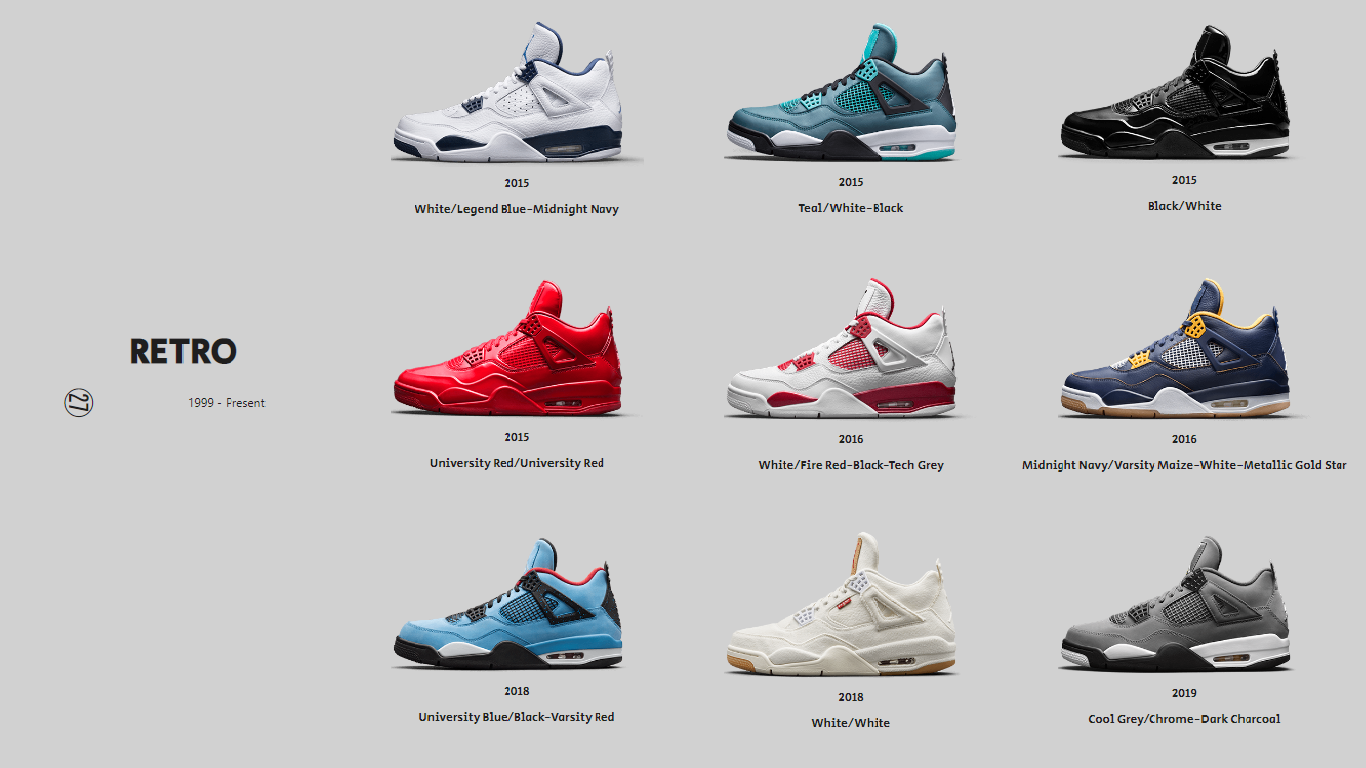 RETRO
27
1999 - Present
2015
White/Legend Blue-Midnight Navy
2015
Teal/White-Black
2015
Black/White
2015
University Red/University Red
2016
White/Fire Red-Black-Tech Grey
2016
Midnight Navy/Varsity Maize-White-Metallic Gold Star
2018
University Blue/Black-Varsity Red
2018
White/White
2019
Cool Grey/Chrome-Dark Charcoal